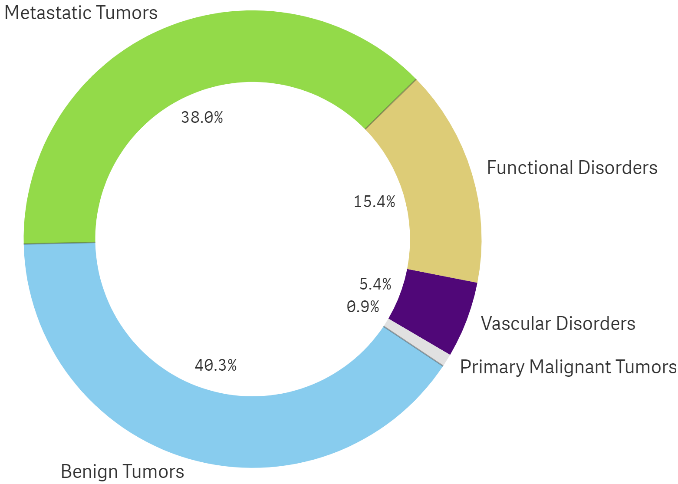 Metastatic Tumors
38.0%
Functional Disorders
15.4%
5.4%
0.9%
Vascular Disorders
Primary Malignant Tumors
40.3%
Benign Tumors